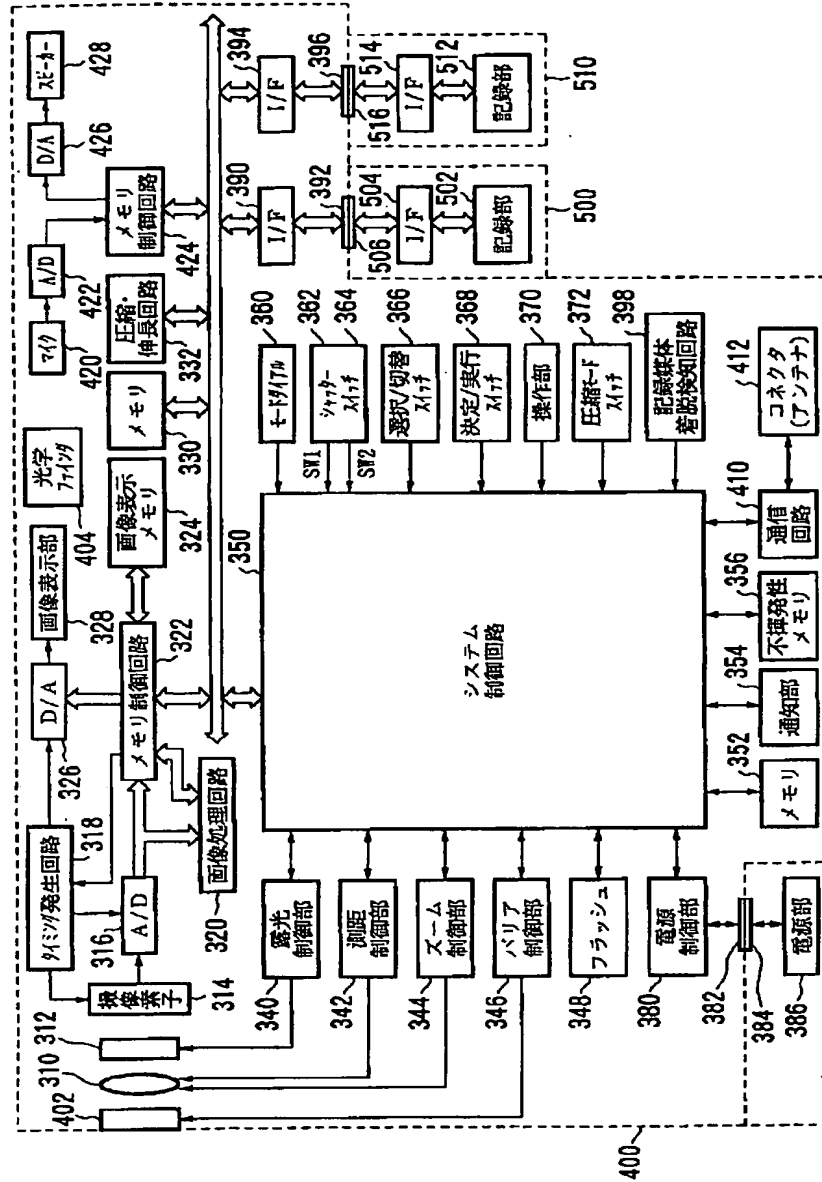 402
310
312
摄像素子
314
タイミング発生回路
318
A/D
316
画像処理回路
320
メモリ制御回路
322
D/A
326
画像表示部
328
光学
ファインダ
404
画像表示
メモリ
324
メモリ
330
圧縮・
伸長回路
332
マイク
420
A/D
422
メモリ
制御回路
424
D/A
426
スピーカー
428
I/F
390
392
506
I/F
504
記録部
502
500
I/F
394
396
516
I/F
514
記録部
512
510
露光
制御部
340
測距
制御部
342
ズーム
制御部
344
バリア
制御部
346
フラッシュ
348
電源
制御部
380
382
384
電源部
386
400
システム
制御回路
350
モードダイアル
360
SW1
SW2
シャッター
スイッチ
362
364
選択/切替
スイッチ
366
決定/実行
スイッチ
368
操作部
370
圧縮モード
スイッチ
372
記録媒体
着脱検知回路
398
メモリ
352
通知部
354
不揮発性
メモリ
356
通信
回路
410
コネクタ
(アンテナ)
412